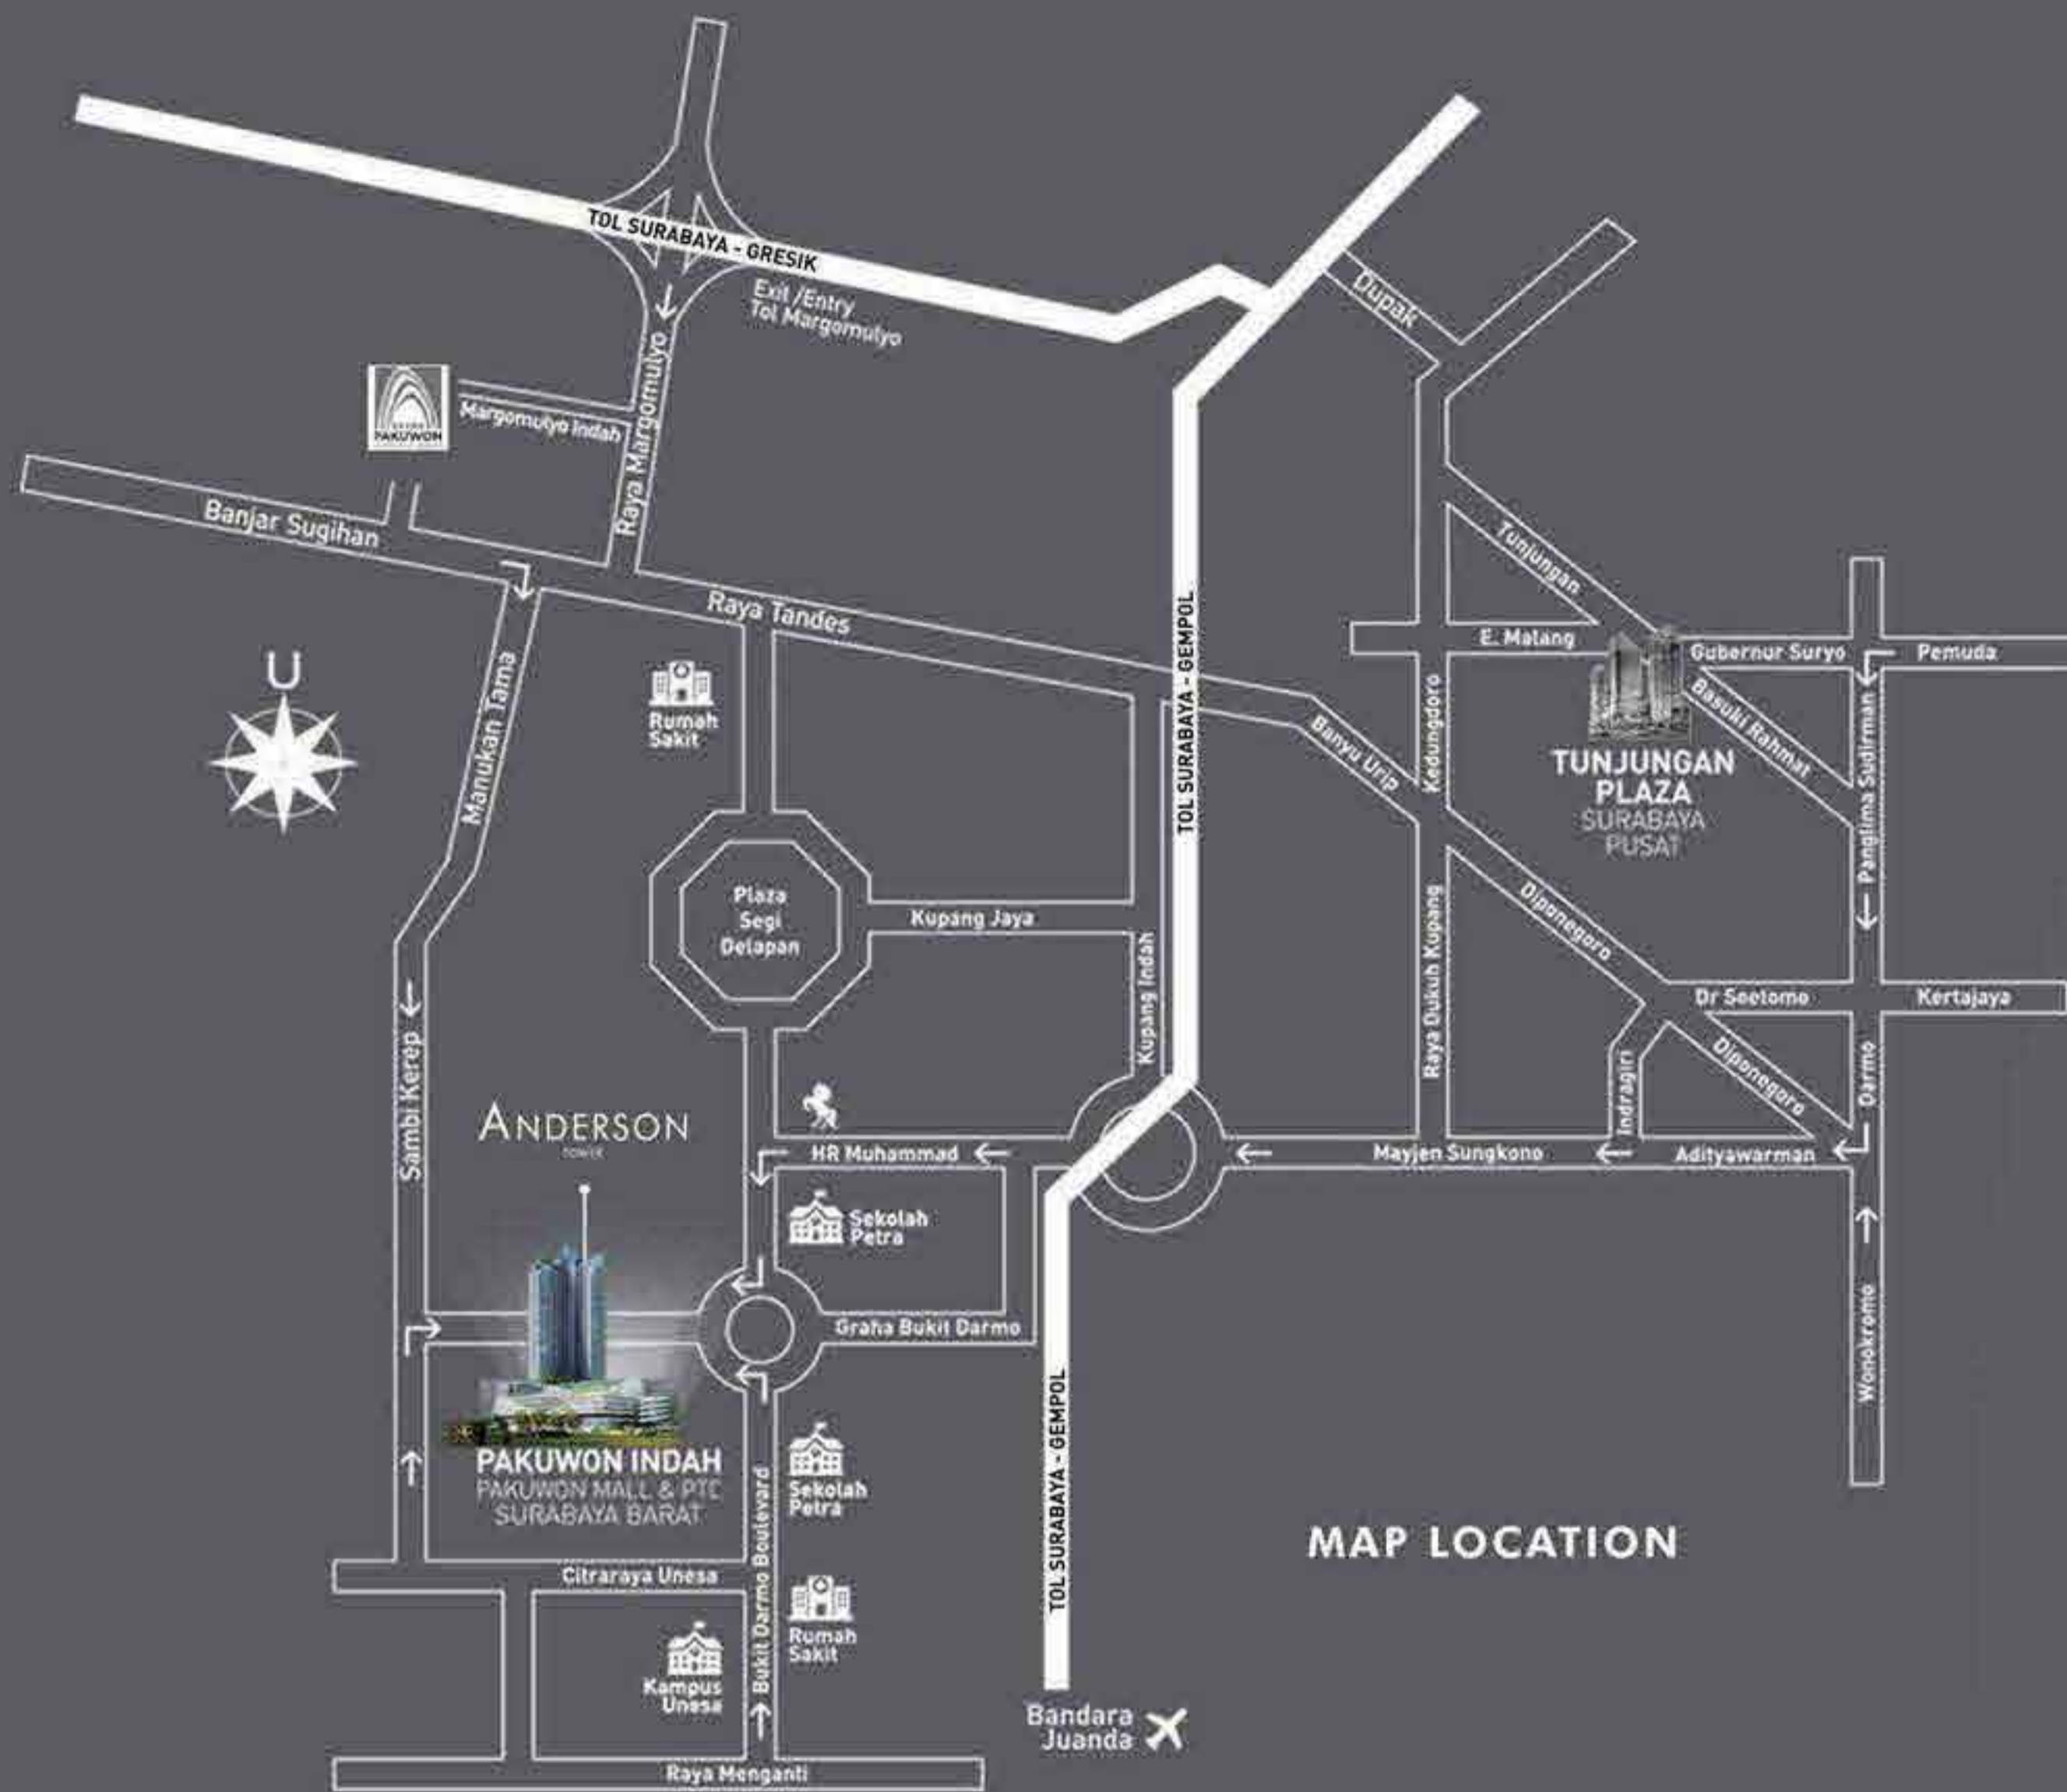 TOL SURABAYA - GRESIK
Exit /Entry
Tol Margomulyo
Dupak
PAKUWON
Margomulyo Indah
Raya Margomulyo
Banjar Sugihan
Raya Tandes
Tunjungan
E. Malang
Gubernur Suryo
Pemuda
U
Manukan Tama
Rumah
Sakit
TOL SURABAYA - GEMPOL
Banyu Urip
Kedungdoro
Basuki Rahmat
Panglima Sudirman
TUNJUNGAN
PLAZA
SURABAYA
PUSAT
Plaza
Segi
Delapan
Kupang Jaya
Kupang Indah
Raya Dukuh Kupang
Diponegoro
Dr Soetomo
Kertajaya
Sambi Kerep
ANDERSON
TOWER
HR Muhammad
Mayjen Sungkono
Indragiri
Diponegoro
Adityawarman
Darmo
Sekolah
Petra
Graha Bukit Darmo
Wonokromo
PAKUWON INDAH
PAKUWON MALL & PTC
SURABAYA BARAT
Sekolah
Petra
TOL SURABAYA - GEMPOL
MAP LOCATION
Citraraya Unesa
Bukit Darmo Boulevard
Rumah
Sakit
Kampus
Unesa
Bandara
Juanda
Raya Menganti